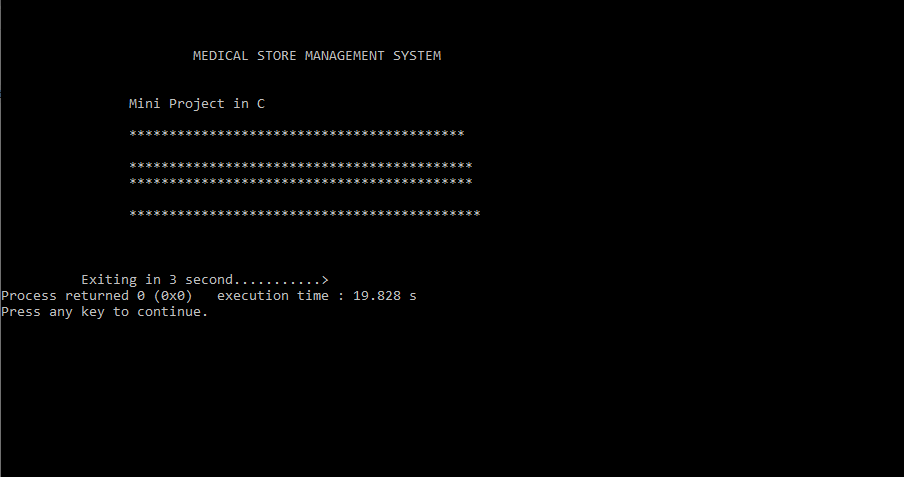 MEDICAL STORE MANAGEMENT SYSTEM
Mini Project in C
******************************************
*******************************************
*******************************************
********************************************
Exiting in 3 second...........>
Process returned 0 (0x0)   execution time : 19.828 s
Press any key to continue.